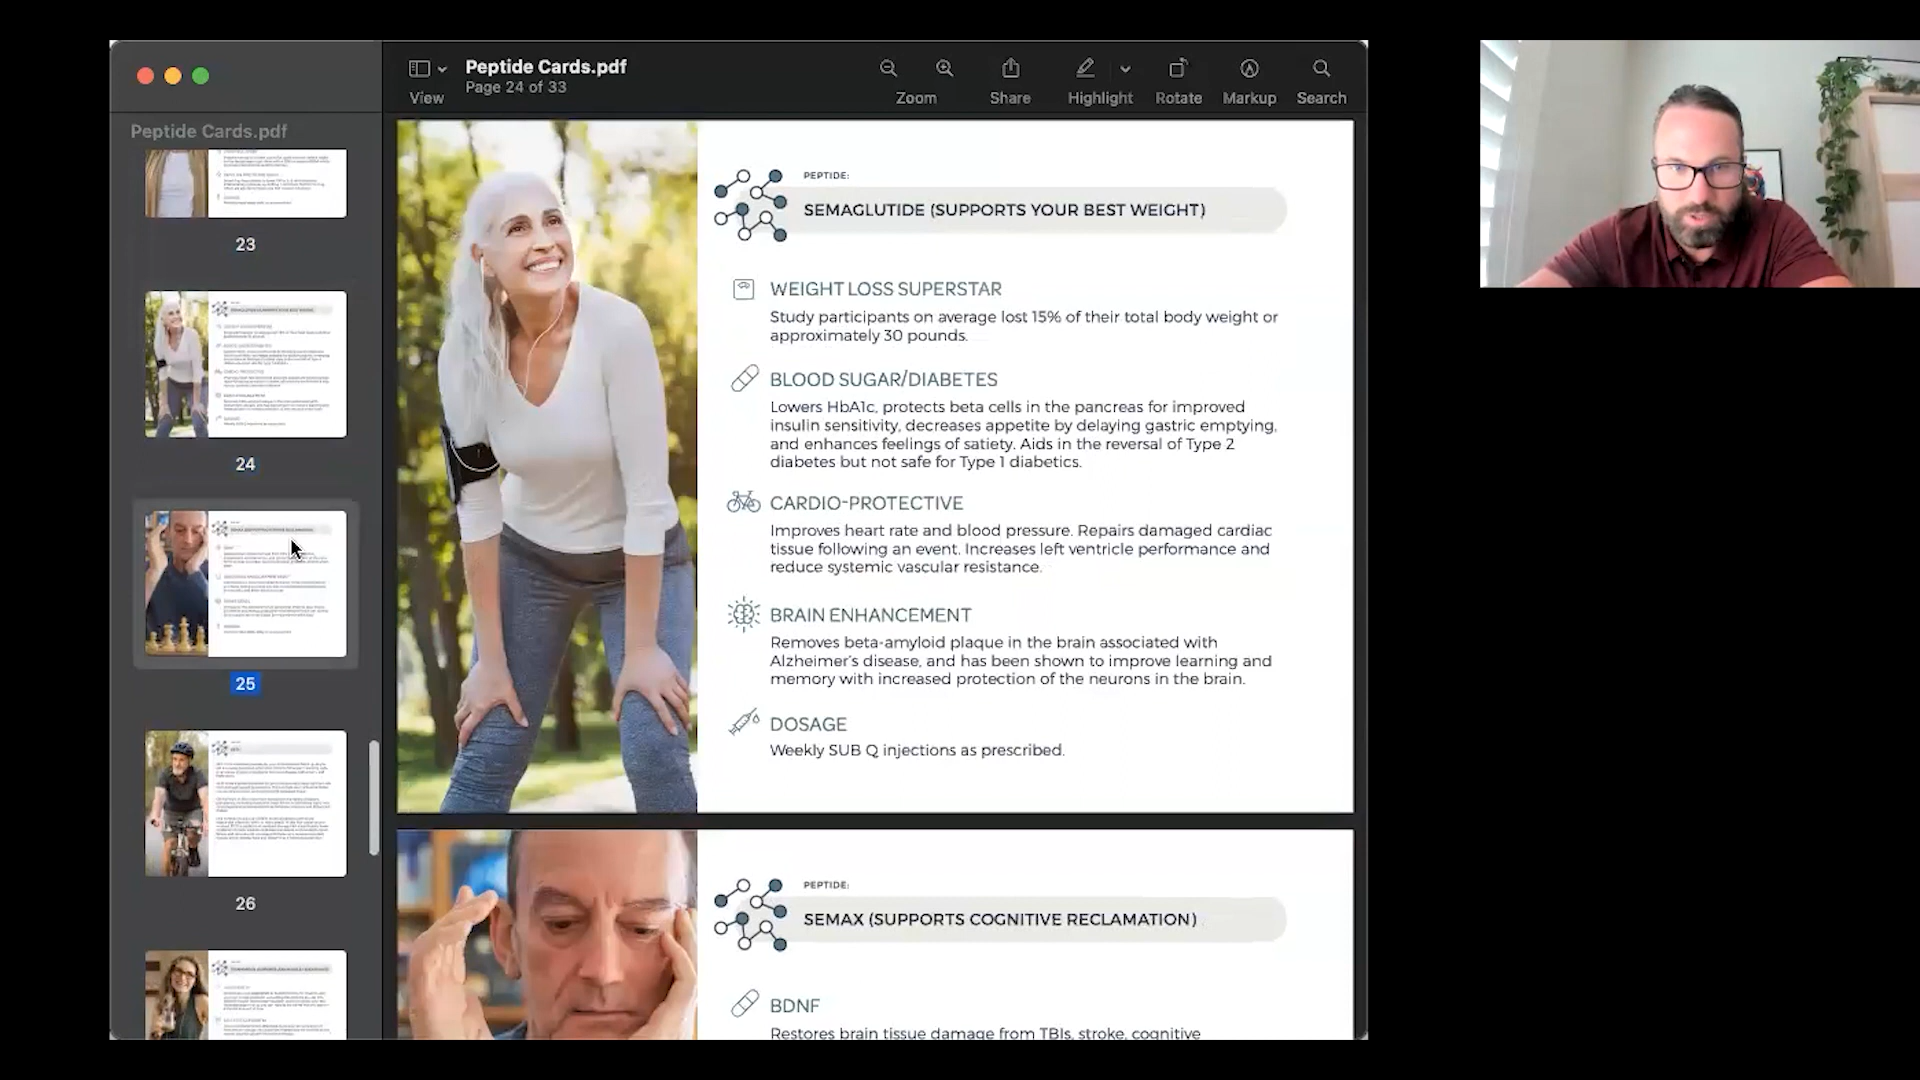 Peptide Cards.pdf
Page 24 of 33
View
Zoom
Share
Highlight
Rotate
Markup
Search
Peptide Cards.pdf
23
24
25
26
PEPTIDE:
SEMAGLUTIDE (SUPPORTS YOUR BEST WEIGHT)
WEIGHT LOSS SUPERSTAR
Study participants on average lost 15% of their total body weight or
approximately 30 pounds.
BLOOD SUGAR/DIABETES
Lowers HbA1c, protects beta cells in the pancreas for improved
insulin sensitivity, decreases appetite by delaying gastric emptying,
and enhances feelings of satiety. Aids in the reversal of Type 2
diabetes but not safe for Type 1 diabetics.
CARDIO-PROTECTIVE
Improves heart rate and blood pressure. Repairs damaged cardiac
tissue following an event. Increases left ventricle performance and
reduce systemic vascular resistance.
BRAIN ENHANCEMENT
Removes beta-amyloid plaque in the brain associated with
Alzheimer's disease, and has been shown to improve learning and
memory with increased protection of the neurons in the brain.
DOSAGE
Weekly SUB Q injections as prescribed.
PEPTIDE:
SEMAX (SUPPORTS COGNITIVE RECLAMATION)
BDNF
Restores brain tissue damage from TBIs, stroke, cognitive